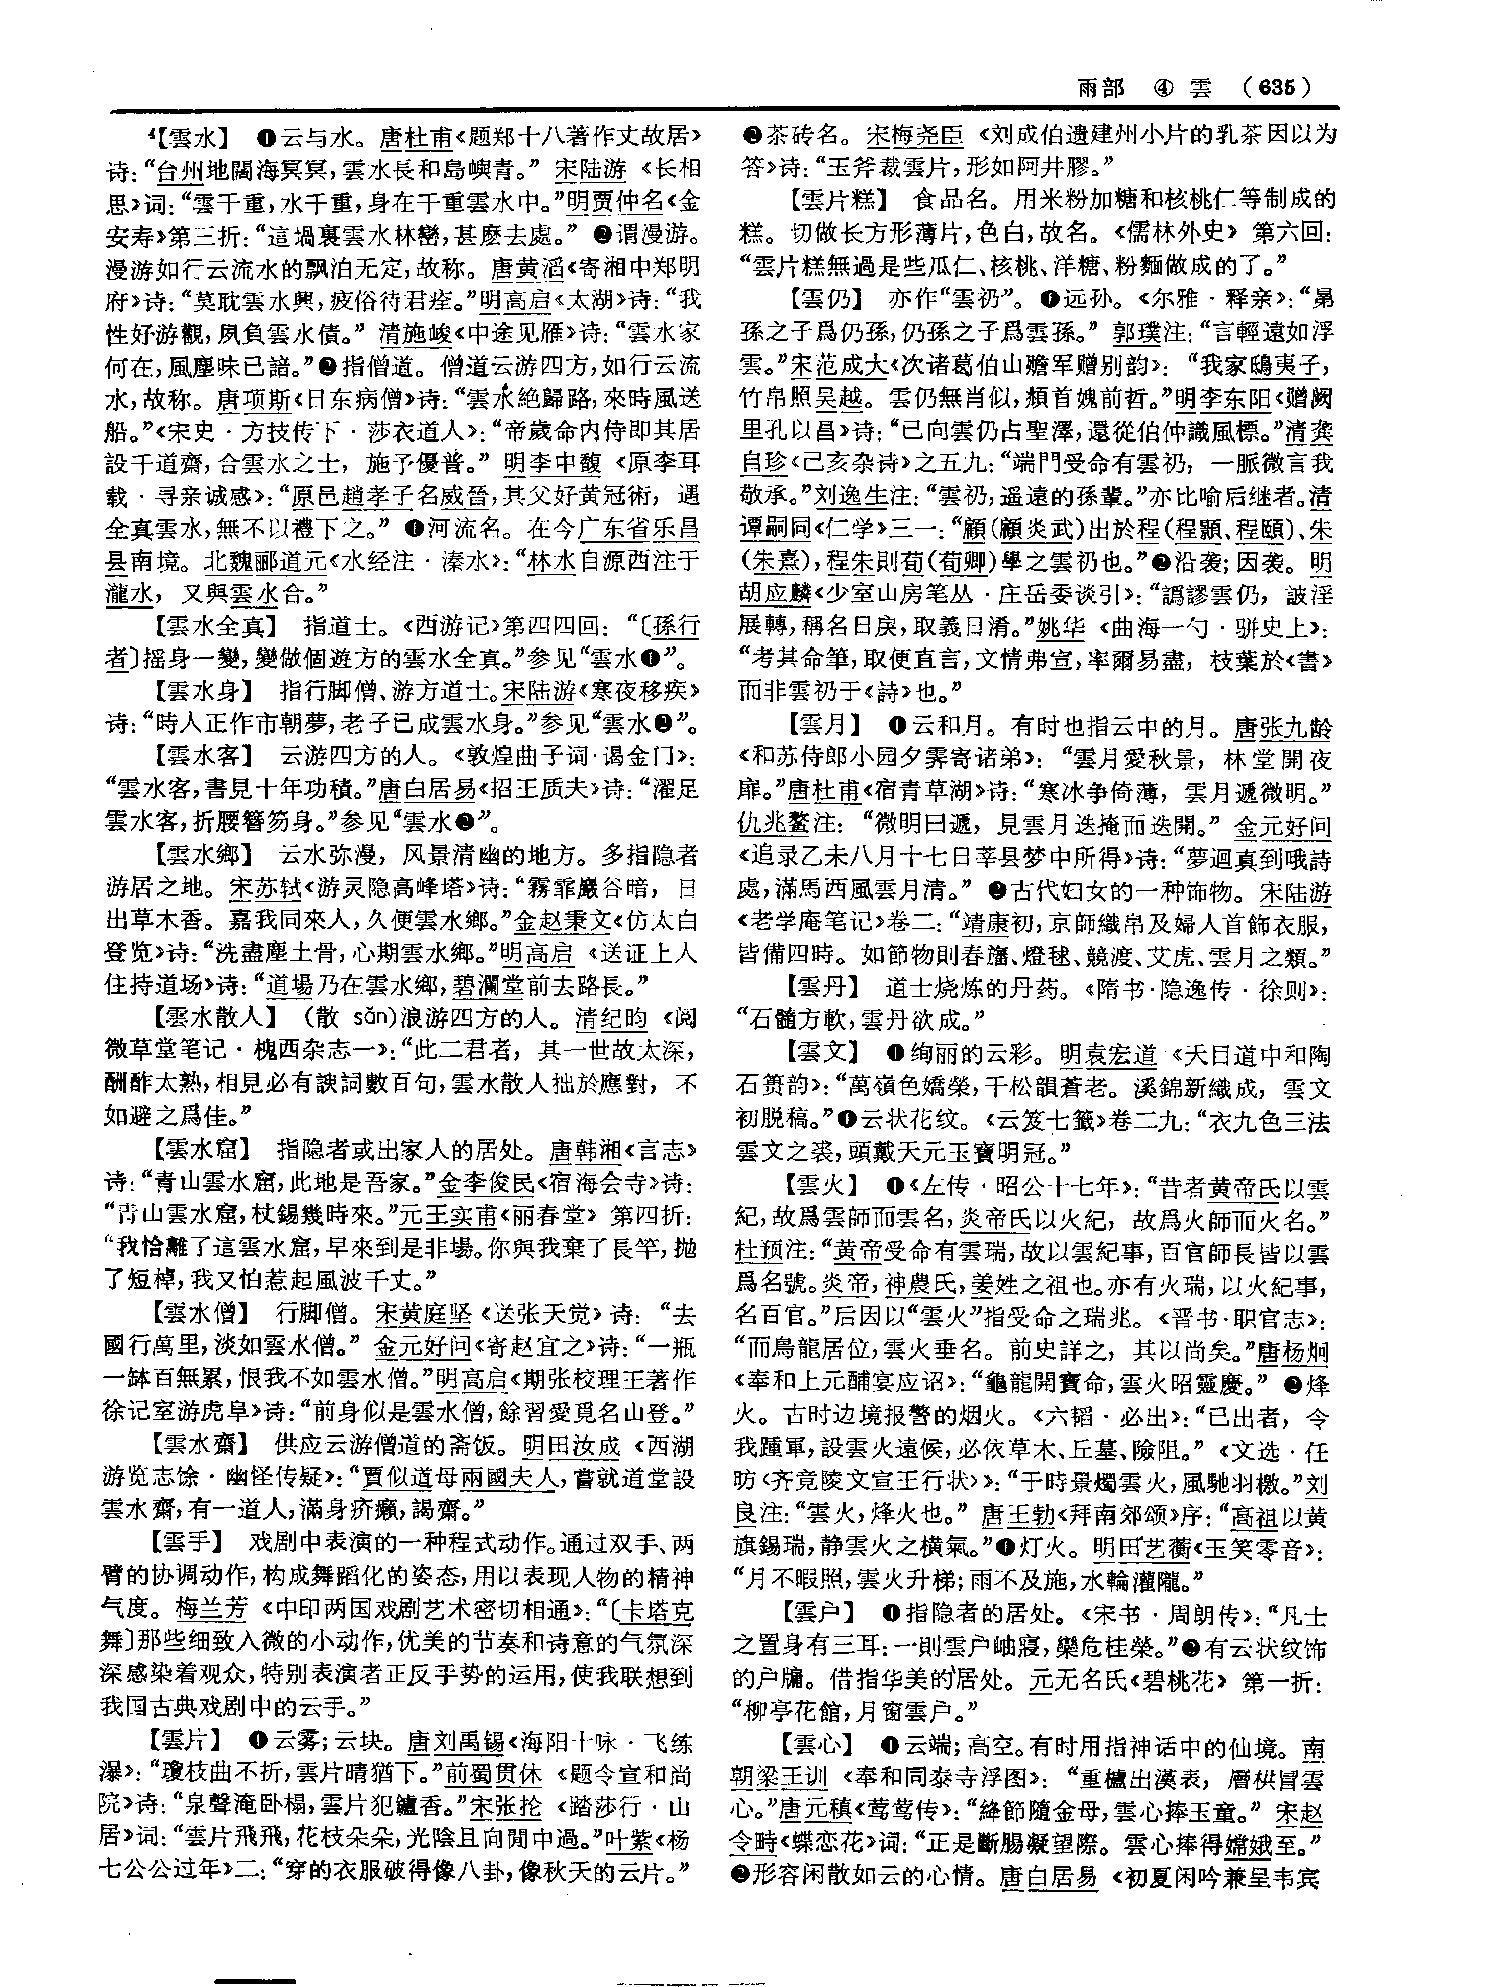 雨部 ④ 雲 （635）
⁴【雲水】 ❶云与水。唐杜甫《题郑十八著作丈故居》
诗：“台州地闊海冥冥，雲水長和島嶼青。” 宋陆游《长相
思》词：“雲千重，水千重，身在千重雲水中。”明贾仲名《金
安寿》第三折：“這塌裏雲水林巒，甚麽去處。” ❷谓漫游。
漫游如行云流水的飘泊无定，故称。唐黄滔《寄湘中郑明
府》诗：“莫耽雲水興，疲俗待君痊。”明高启《太湖》诗：“我
性好游觀，夙負雲水債。” 清施峻《中途见雁》诗：“雲水家
何在，風塵味已諳。”❸指僧道。僧道云游四方，如行云流
水，故称。唐项斯《日东病僧》诗：“雲水絶歸路，來時風送
船。”《宋史·方技传下·莎衣道人》：“帝歲命内侍即其居
設千道齋，合雲水之士，施予優普。” 明李中馥《原李耳
载·寻亲诚感》：“原邑趙孝子名威晉，其父好黄冠術，遇
全真雲水，無不以禮下之。” ❹河流名。在今广东省乐昌
县南境。北魏郦道元《水经注·溱水》：“林水自源西注于
瀧水，又與雲水合。”
【雲水全真】 指道士。《西游记》第四四回：“〔孫行
者〕摇身一變，變做個遊方的雲水全真。”参见“雲水❶”。
【雲水身】 指行脚僧、游方道士。宋陆游《寒夜移疾》
诗：“時人正作市朝夢，老子已成雲水身。”参见“雲水❷”。
【雲水客】 云游四方的人。《敦煌曲子词·谒金门》：
“雲水客，書見十年功積。”唐白居易《招王质夫》诗：“濯足
雲水客，折腰簪笏身。”参见“雲水❷”。
【雲水鄉】 云水弥漫，风景清幽的地方。多指隐者
游居之地。宋苏轼《游灵隐高峰塔》诗：“霧霏巖谷暗，日
出草木香。嘉我同來人，久便雲水鄉。”金赵秉文《仿太白
登览》诗：“洗盡塵土骨，心期雲水鄉。”明高启《送证上人
住持道场》诗：“道場乃在雲水鄉，碧瀾堂前去路長。”
【雲水散人】 （散 sǎn）浪游四方的人。清纪昀《阅
微草堂笔记·槐西杂志一》：“此二君者，其一世故太深，
酬酢太熟，相見必有諛詞數百句，雲水散人拙於應對，不
如避之爲佳。”
【雲水窟】 指隐者或出家人的居处。唐韩湘《言志》
诗：“青山雲水窟，此地是吾家。”金李俊民《宿海会寺》诗：
“青山雲水窟，杖錫幾時來。”元王实甫《丽春堂》第四折：
“我恰離了這雲水窟，早來到是非場。你與我棄了長竿，抛
了短棹，我又怕惹起風波千丈。”
【雲水僧】 行脚僧。宋黄庭坚《送张天觉》诗：“去
國行萬里，淡如雲水僧。” 金元好问《寄赵宜之》诗：“一瓶
一缽百無累，恨我不如雲水僧。”明高启《期张校理王著作
徐记室游虎阜》诗：“前身似是雲水僧，餘習愛覓名山登。”
【雲水齋】 供应云游僧道的斋饭。明田汝成《西湖
游览志馀·幽怪传疑》：“賈似道母兩國夫人，嘗就道堂設
雲水齋，有一道人，滿身疥癩，謁齋。”
【雲手】 戏剧中表演的一种程式动作。通过双手、两
臂的协调动作，构成舞蹈化的姿态，用以表现人物的精神
气度。梅兰芳《中印两国戏剧艺术密切相通》：“〔卡塔克
舞〕那些细致入微的小动作，优美的节奏和诗意的气氛深
深感染着观众，特别表演者正反手势的运用，使我联想到
我国古典戏剧中的云手。”
【雲片】 ❶云雾；云块。唐刘禹锡《海阳十咏·飞练
瀑》：“瓊枝曲不折，雲片晴猶下。”前蜀贯休《题令宣和尚
院》诗：“泉聲淹卧榻，雲片犯鑪香。”宋张抡《踏莎行·山
居》词：“雲片飛飛，花枝朵朵，光陰且向閒中過。”叶紫《杨
七公公过年》二：“穿的衣服破得像八卦，像秋天的云片。”
❷茶砖名。宋梅尧臣《刘成伯遗建州小片的乳茶因以为
答》诗：“玉斧裁雲片，形如阿井膠。”
【雲片糕】 食品名。用米粉加糖和核桃仁等制成的
糕。切做长方形薄片，色白，故名。《儒林外史》第六回：
“雲片糕無過是些瓜仁、核桃、洋糖、粉麵做成的了。”
【雲仍】 亦作“雲礽”。❶远孙。《尔雅·释亲》：“晜
孫之子爲仍孫，仍孫之子爲雲孫。” 郭璞注：“言輕遠如浮
雲。”宋范成大《次诸葛伯山赡军赠别韵》：“我家鴟夷子，
竹帛照吴越。雲仍無肖似，頫首媿前哲。”明李东阳《赠阙
里孔以昌》诗：“已向雲仍占聖澤，還從伯仲識風標。”清龚
自珍《己亥杂诗》之五九：“端門受命有雲礽，一脈微言我
敬承。”刘逸生注：“雲礽，遥遠的孫輩。”亦比喻后继者。清
谭嗣同《仁学》三一：“顧（顧炎武）出於程（程顥、程頤）、朱
（朱熹），程朱則荀（荀卿）學之雲礽也。”❷沿袭；因袭。明
胡应麟《少室山房笔丛·庄岳委谈引》：“譌謬雲仍，詖淫
展轉，稱名日戾，取義日淆。”姚华《曲海一勺·骈史上》：
“考其命筆，取便直言，文情弗宣，率爾易盡，枝葉於《書》
而非雲礽于《詩》也。”
【雲月】 ❶云和月。有时也指云中的月。唐张九龄
《和苏侍郎小园夕霁寄诸弟》：“雲月愛秋景，林堂開夜
扉。”唐杜甫《宿青草湖》诗：“寒冰争倚薄，雲月遞微明。”
仇兆鳌注：“微明曰遞，見雲月迭掩而迭開。” 金元好问
《追录乙未八月十七日莘县梦中所得》诗：“夢迴真到哦詩
處，滿馬西風雲月清。” ❷古代妇女的一种饰物。宋陆游
《老学庵笔记》卷二：“靖康初，京師織帛及婦人首飾衣服，
皆備四時。如節物則春旛、燈毬、競渡、艾虎、雲月之類。”
【雲丹】 道士烧炼的丹药。《隋书·隐逸传·徐则》：
“石髓方軟，雲丹欲成。”
【雲文】 ❶绚丽的云彩。明袁宏道《天目道中和陶
石篑韵》：“萬嶺色嬌榮，千松韻蒼老。溪錦新織成，雲文
初脱稿。”❷云状花纹。《云笈七籤》卷二九：“衣九色三法
雲文之裘，頭戴天元玉寶明冠。”
【雲火】 ❶《左传·昭公十七年》：“昔者黄帝氏以雲
紀，故爲雲師而雲名，炎帝氏以火紀，故爲火師而火名。”
杜预注：“黄帝受命有雲瑞，故以雲紀事，百官師長皆以雲
爲名號。炎帝，神農氏，姜姓之祖也。亦有火瑞，以火紀事，
名百官。”后因以“雲火”指受命之瑞兆。《晋书·职官志》：
“而鳥龍居位，雲火垂名。前史詳之，其以尚矣。”唐杨炯
《奉和上元酺宴应诏》：“龜龍開寶命，雲火昭靈慶。” ❷烽
火。古时边境报警的烟火。《六韬·必出》：“已出者，令
我踵軍，設雲火遠候，必依草木、丘墓、險阻。” 《文选·任
昉〈齐竟陵文宣王行状〉》：“于時景燭雲火，風馳羽檄。”刘
良注：“雲火，烽火也。” 唐王勃《拜南郊颂》序：“高祖以黄
旗錫瑞，静雲火之横氣。”❸灯火。明田艺蘅《玉笑零音》：
“月不暇照，雲火升梯；雨不及施，水輪灌隴。”
【雲户】 ❶指隐者的居处。《宋书·周朗传》：“凡士
之置身有三耳：一則雲户岫寢，欒危桂榮。”❷有云状纹饰
的户牖。借指华美的居处。元无名氏《碧桃花》第一折：
“柳亭花館，月窗雲户。”
【雲心】 ❶云端；高空。有时用指神话中的仙境。南
朝梁王训《奉和同泰寺浮图》：“重櫨出漢表，層栱冒雲
心。”唐元稹《莺莺传》：“絳節隨金母，雲心捧玉童。” 宋赵
令畤《蝶恋花》词：“正是斷腸凝望際。雲心捧得嫦娥至。”
❷形容闲散如云的心情。唐白居易《初夏闲吟兼呈韦宾